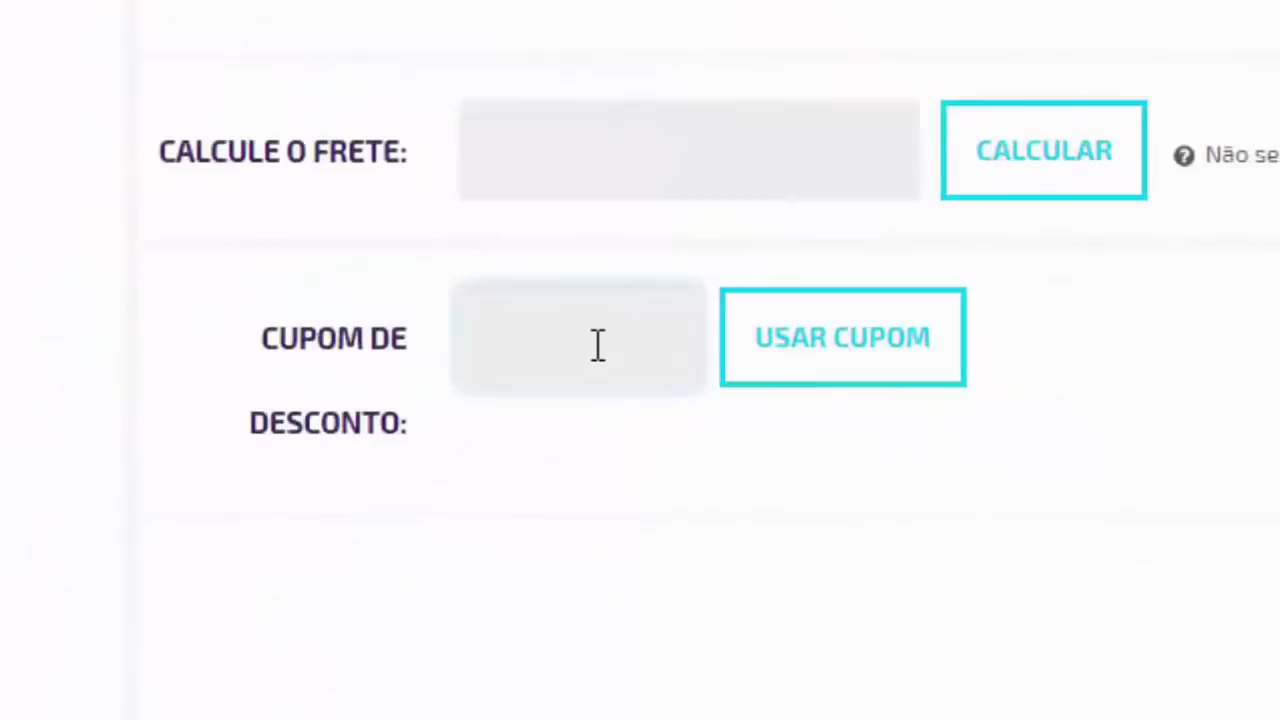 CALCULE O FRETE:
CALCULAR
Não se
CUPOM DE
USAR CUPOM
DESCONTO: